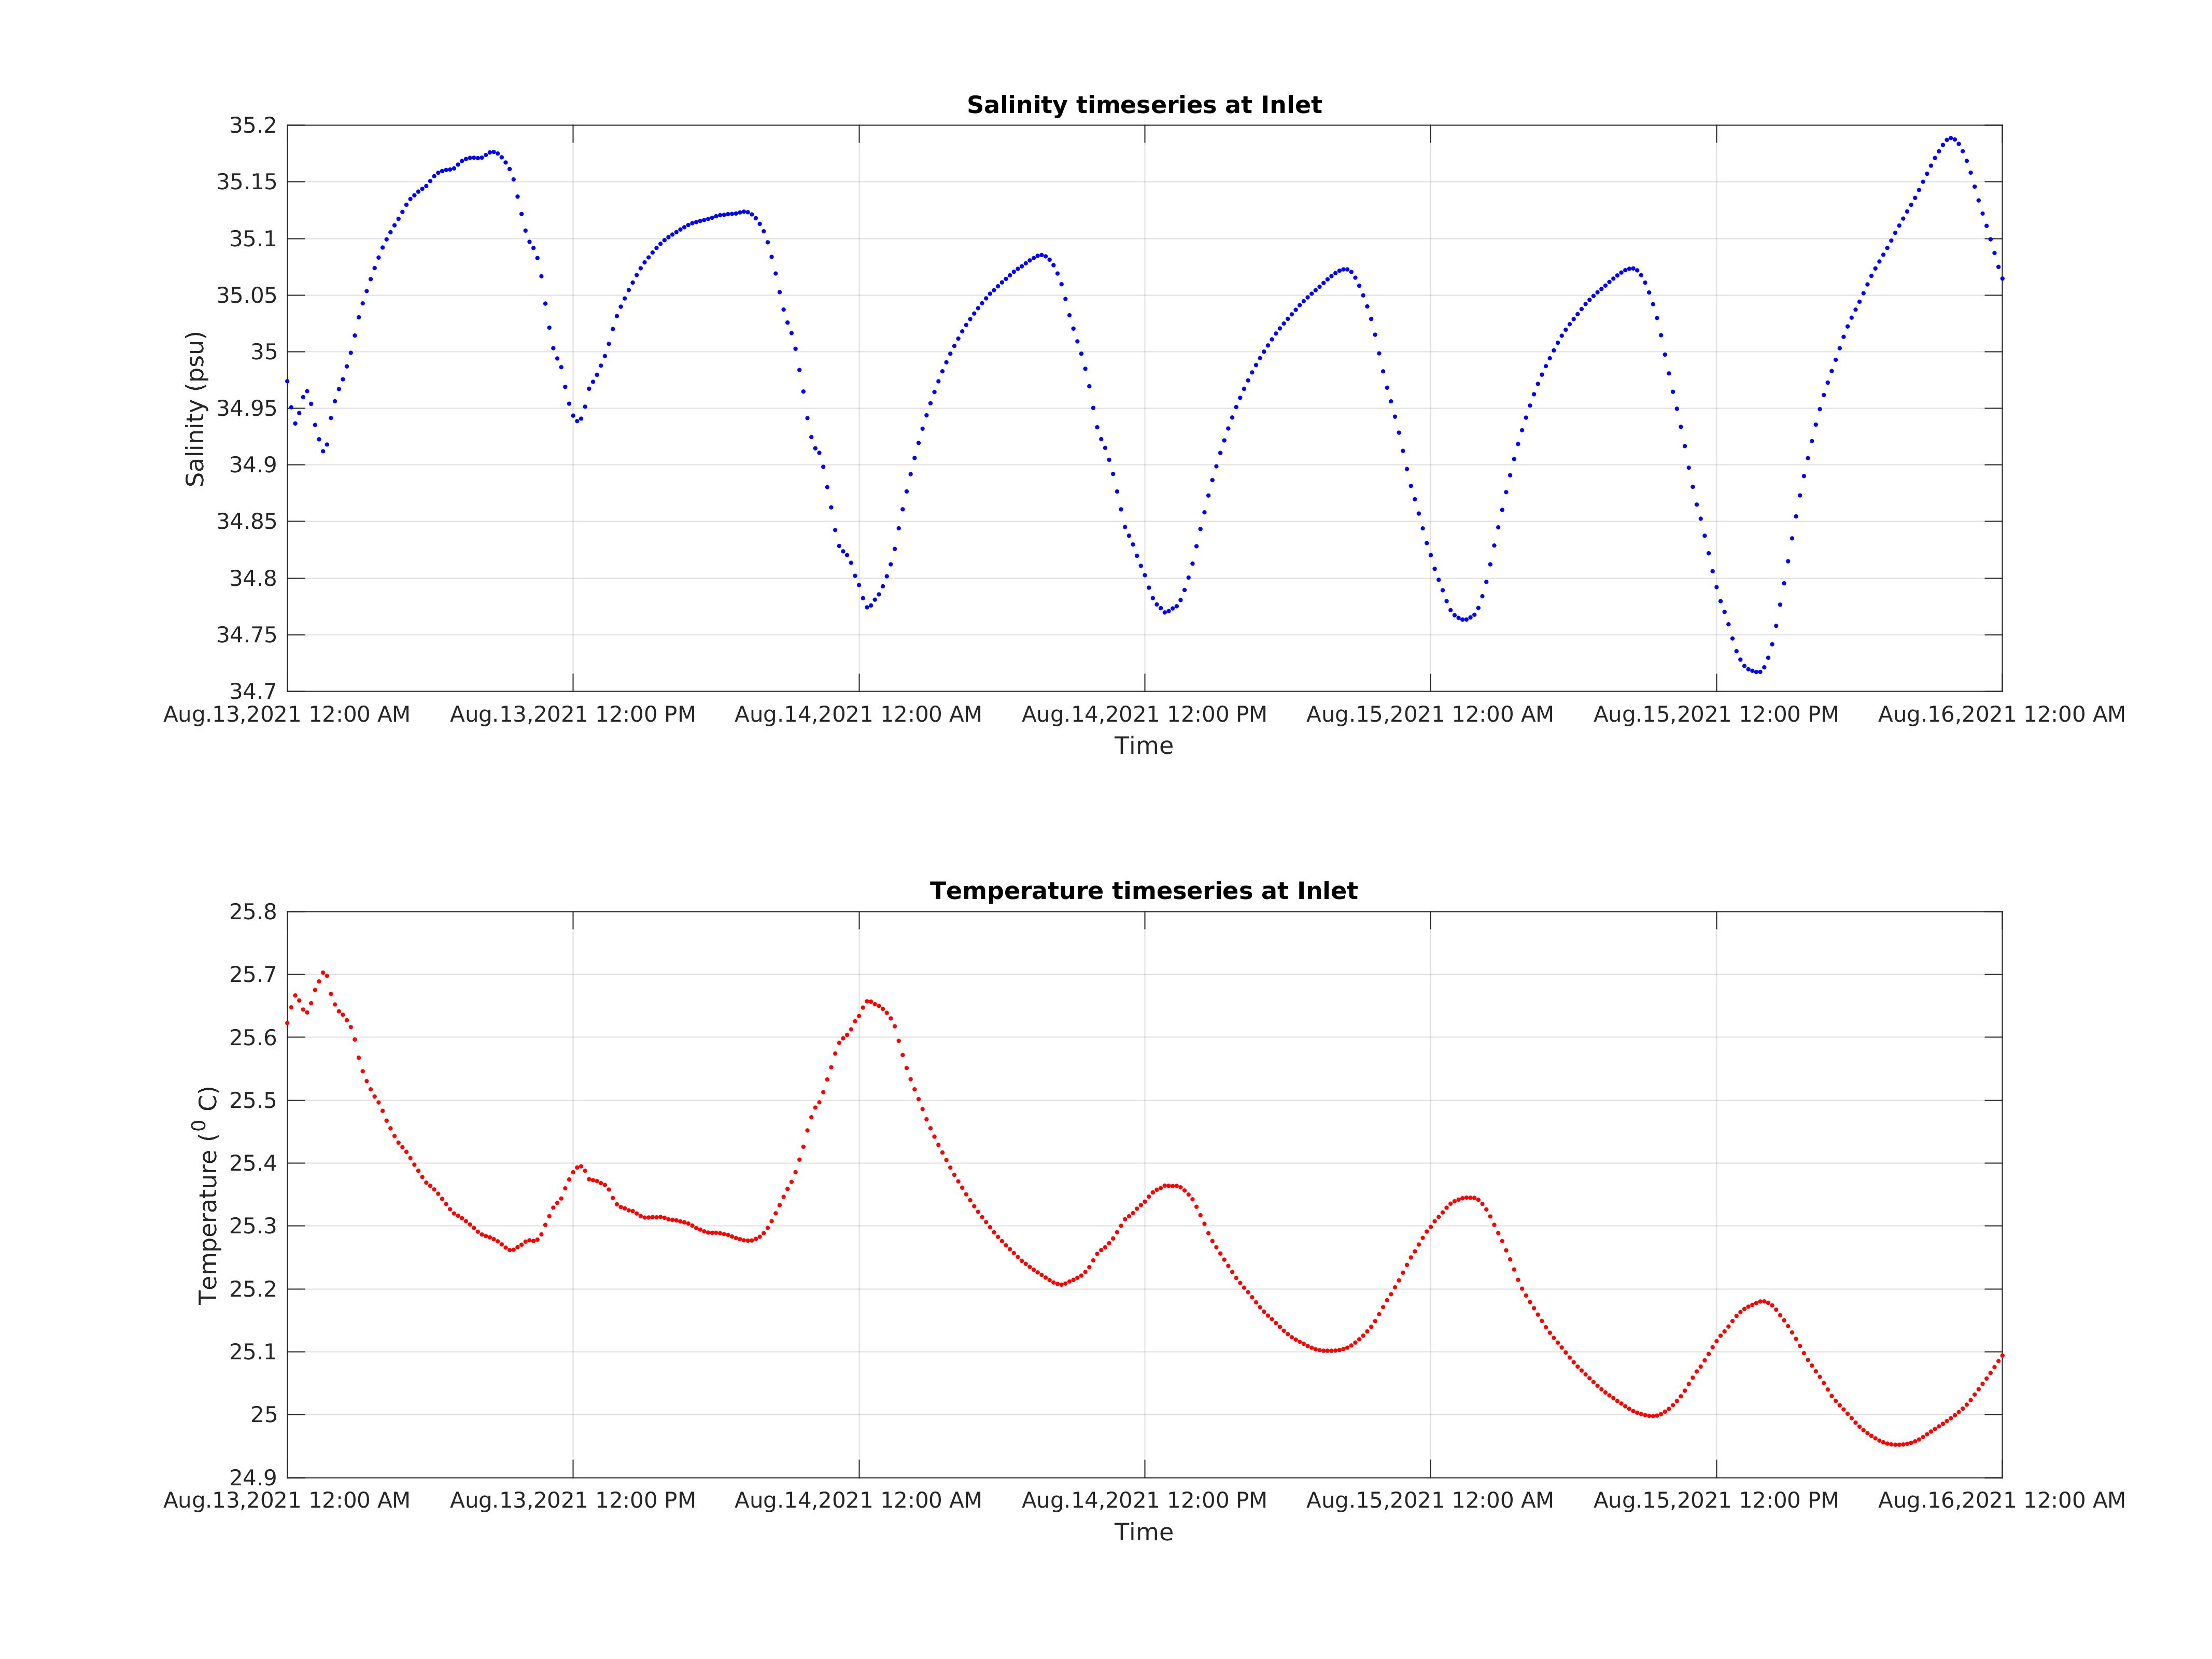 Salinity timeseries at Inlet
35.2
35.15
35.1
35.05
35
34.95
34.9
34.85
34.8
34.75
34.7
Salinity (psu)
Aug.13,2021 12:00 AM Aug.13,2021 12:00 PM Aug.14,2021 12:00 AM Aug.14,2021 12:00 PM Aug.15,2021 12:00 AM Aug.15,2021 12:00 PM Aug.16,2021 12:00 AM
Time
Temperature timeseries at Inlet
25.8
25.7
25.6
25.5
25.4
25.3
25.2
25.1
25
24.9
Temperature (⁰ C)
Aug.13,2021 12:00 AM Aug.13,2021 12:00 PM Aug.14,2021 12:00 AM Aug.14,2021 12:00 PM Aug.15,2021 12:00 AM Aug.15,2021 12:00 PM Aug.16,2021 12:00 AM
Time